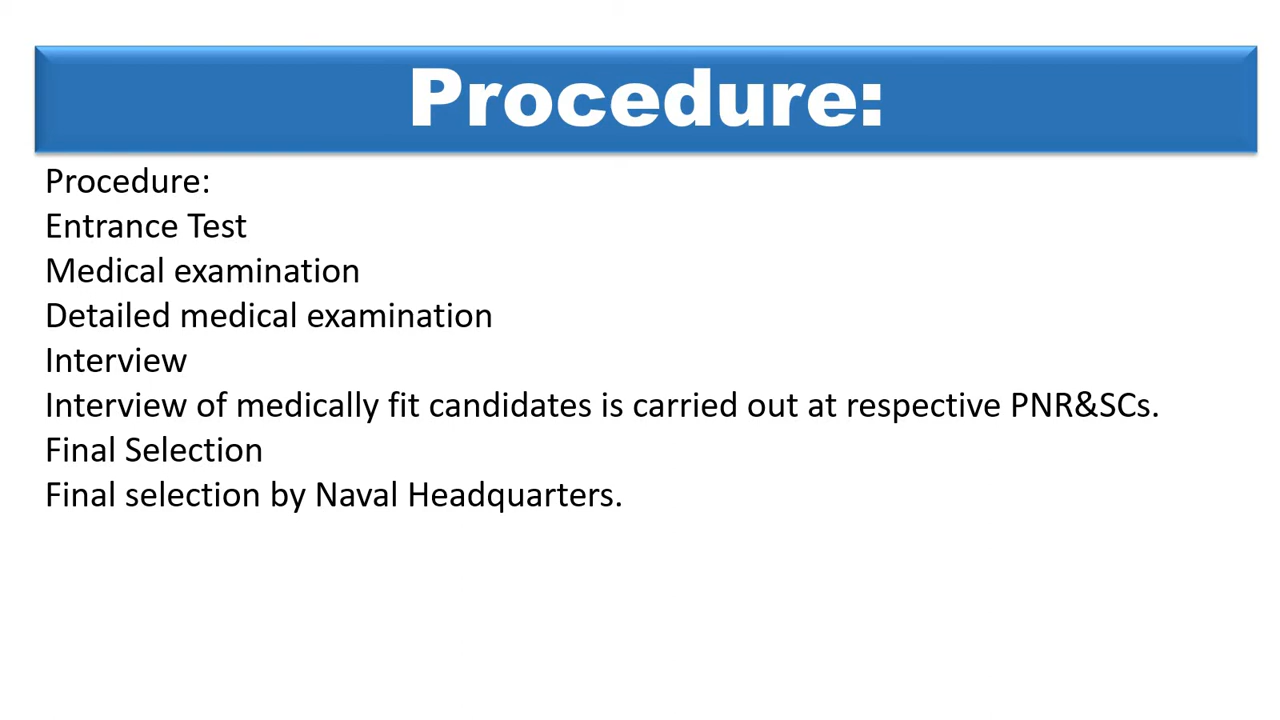 Procedure:
Procedure:
Entrance Test
Medical examination
Detailed medical examination
Interview
Interview of medically fit candidates is carried out at respective PNR&SCs.
Final Selection
Final selection by Naval Headquarters.